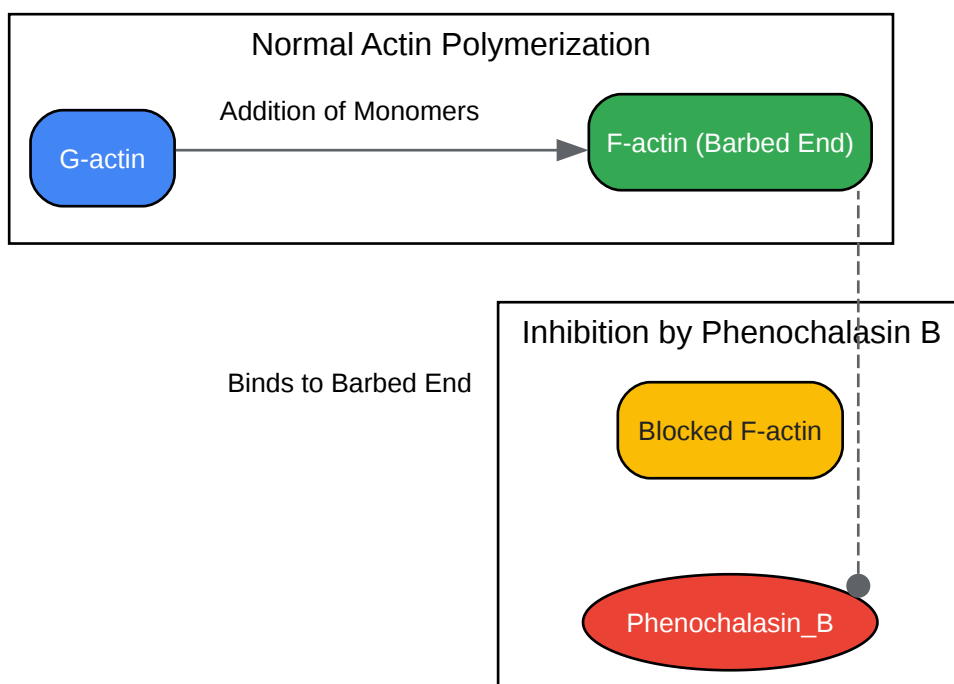 Normal Actin Polymerization
Addition of Monomers
G-actin
F-actin (Barbed End)
Inhibition by Phenochalasin B
Binds to Barbed End
Blocked F-actin
Phenochalasin_B